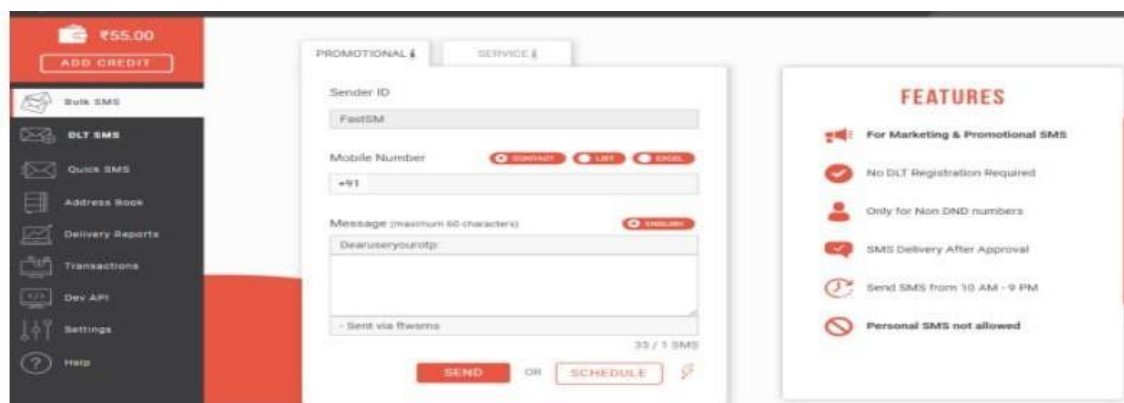 ₹55.00
ADD CREDIT
Bulk SMS
DLT SMS
Quick SMS
Address Book
Delivery Reports
Transactions
Dev API
Settings
Help
PROMOTIONAL
SERVICE
Sender ID
FastSM
Mobile Number
CONTACT LIST EXCEL
+91
Message (maximum 60 characters)
ENGLISH
Dearuseryourotp:
- Sent via ftwsms
33 / 1 SMS
SEND OR SCHEDULE
FEATURES
For Marketing & Promotional SMS
No DLT Registration Required
Only for Non DND numbers
SMS Delivery After Approval
Send SMS from 10 AM - 9 PM
Personal SMS not allowed